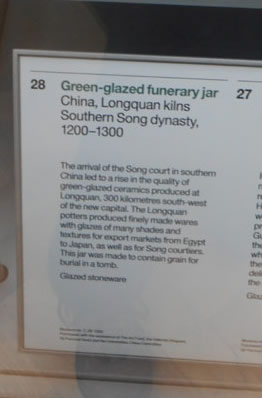 28 Green-glazed funerary jar
China, Longquan kilns
Southern Song dynasty,
1200–1300
The arrival of the Song court in southern
China led to a rise in the quality of
green-glazed ceramics produced at
Longquan, 300 kilometres south-west
of the new capital. The Longquan
potters produced finely made wares
with glazes of many shades and
textures for export markets from Egypt
to Japan, as well as for Song courtiers.
This jar was made to contain grain for
burial in a tomb.
Glazed stoneware
27